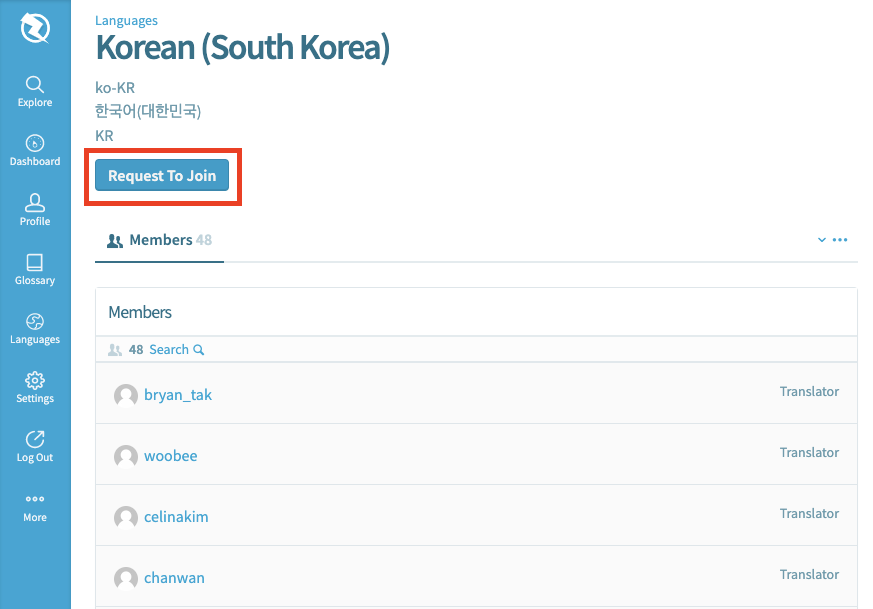 Explore
Dashboard
Profile
Glossary
Languages
Settings
Log Out
More
Languages
Korean (South Korea)
ko-KR
한국어(대한민국)
KR
Request To Join
Members 48
Members
48 Search
bryan_tak Translator
woobee Translator
celinakim Translator
chanwan Translator